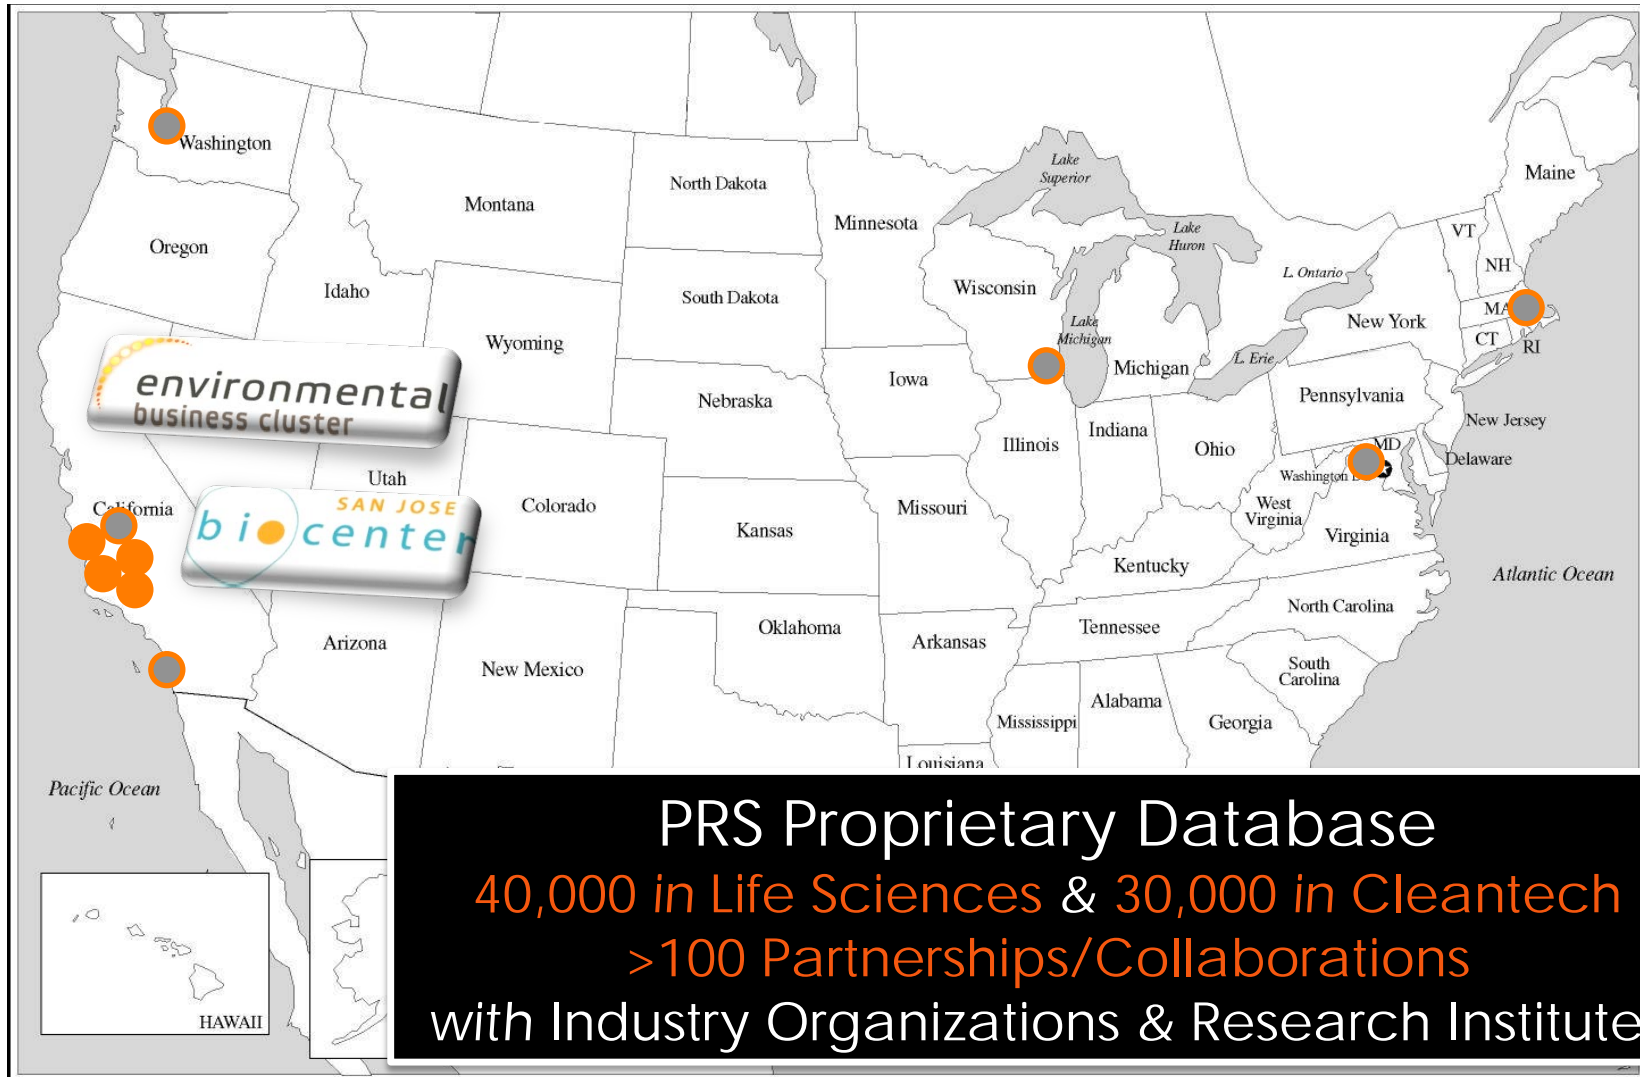 Washington
Montana
North Dakota
Minnesota
Lake
Superior
Maine
Oregon
Idaho
Wyoming
South Dakota
Wisconsin
Lake
Huron
Lake
Michigan
Michigan
L. Ontario
L. Erie
VT
NH
MA
CT
RI
New York
Pennsylvania
New Jersey
MD
Delaware
Washington
environmental
business cluster
Nebraska
Iowa
Illinois
Indiana
Ohio
West
Virginia
Virginia
Utah
Colorado
Kansas
Missouri
Kentucky
California
SAN JOSE
biocenter
Atlantic Ocean
North Carolina
Tennessee
South
Carolina
Arizona
New Mexico
Oklahoma
Arkansas
Mississippi
Alabama
Georgia
Louisiana
Pacific Ocean
HAWAII
PRS Proprietary Database
40,000 in Life Sciences & 30,000 in Cleantech
>100 Partnerships/Collaborations
with Industry Organizations & Research Institute